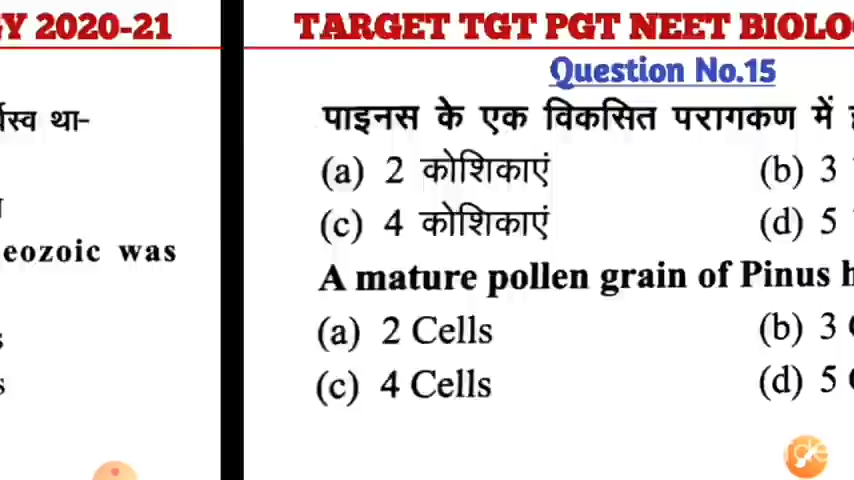 Y 2020-21
था-
eozoic was
TARGET TGT PGT NEET BIOLO
Question No.15
पाइनस के एक विकसित परागकण में
(a) 2 कोशिकाएं (b) 3
(c) 4 कोशिकाएं (d) 5
A mature pollen grain of Pinus h
(a) 2 Cells (b) 3
(c) 4 Cells (d) 5